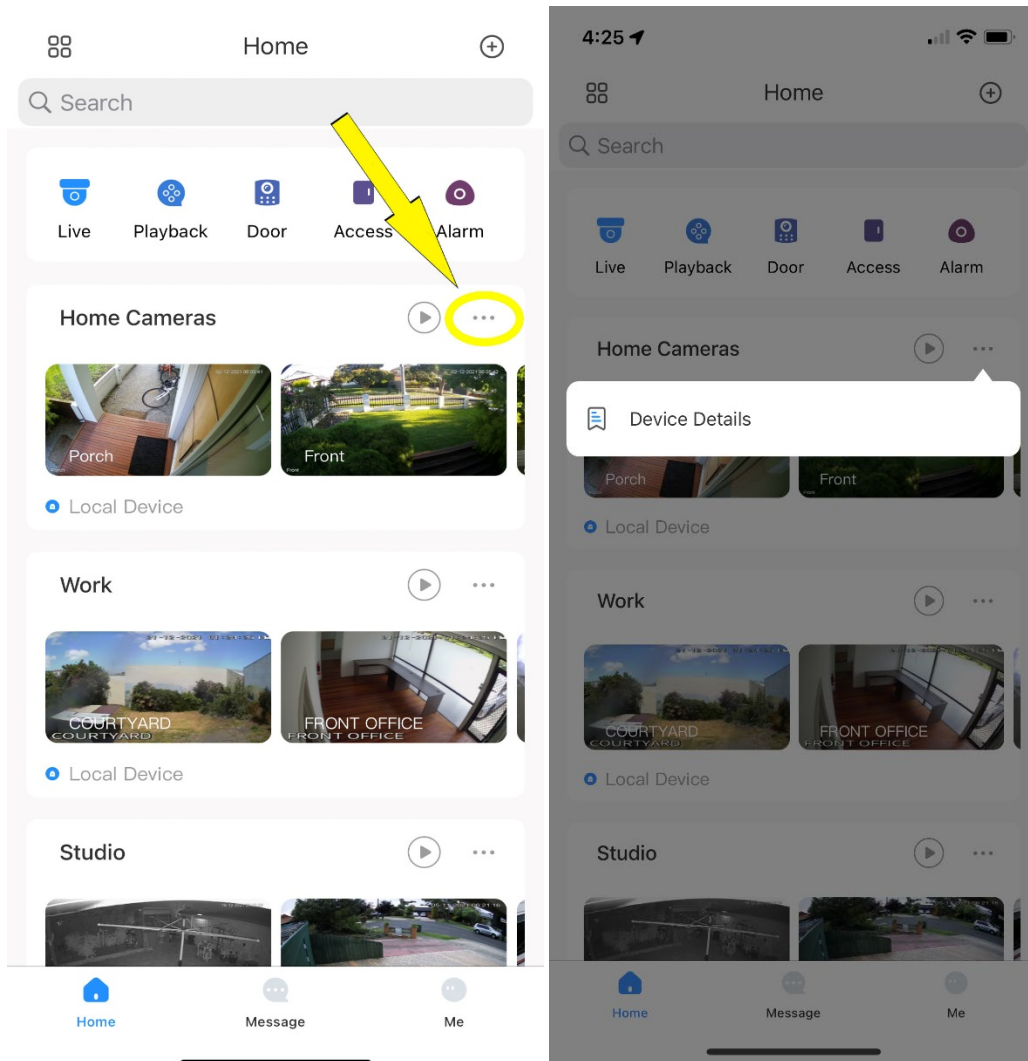 Home
Search
Live Playback Door Access Alarm
Home Cameras
Porch Front
Local Device
Work
COURTYARD FRONT OFFICE
COURTYARD FRONT OFFICE
Local Device
Studio
Home Message Me
4:25
Home
Search
Live Playback Door Access Alarm
Home Cameras
Device Details
Porch Front
Local Device
Work
COURTYARD FRONT OFFICE
COURTYARD FRONT OFFICE
Local Device
Studio
Home Message Me